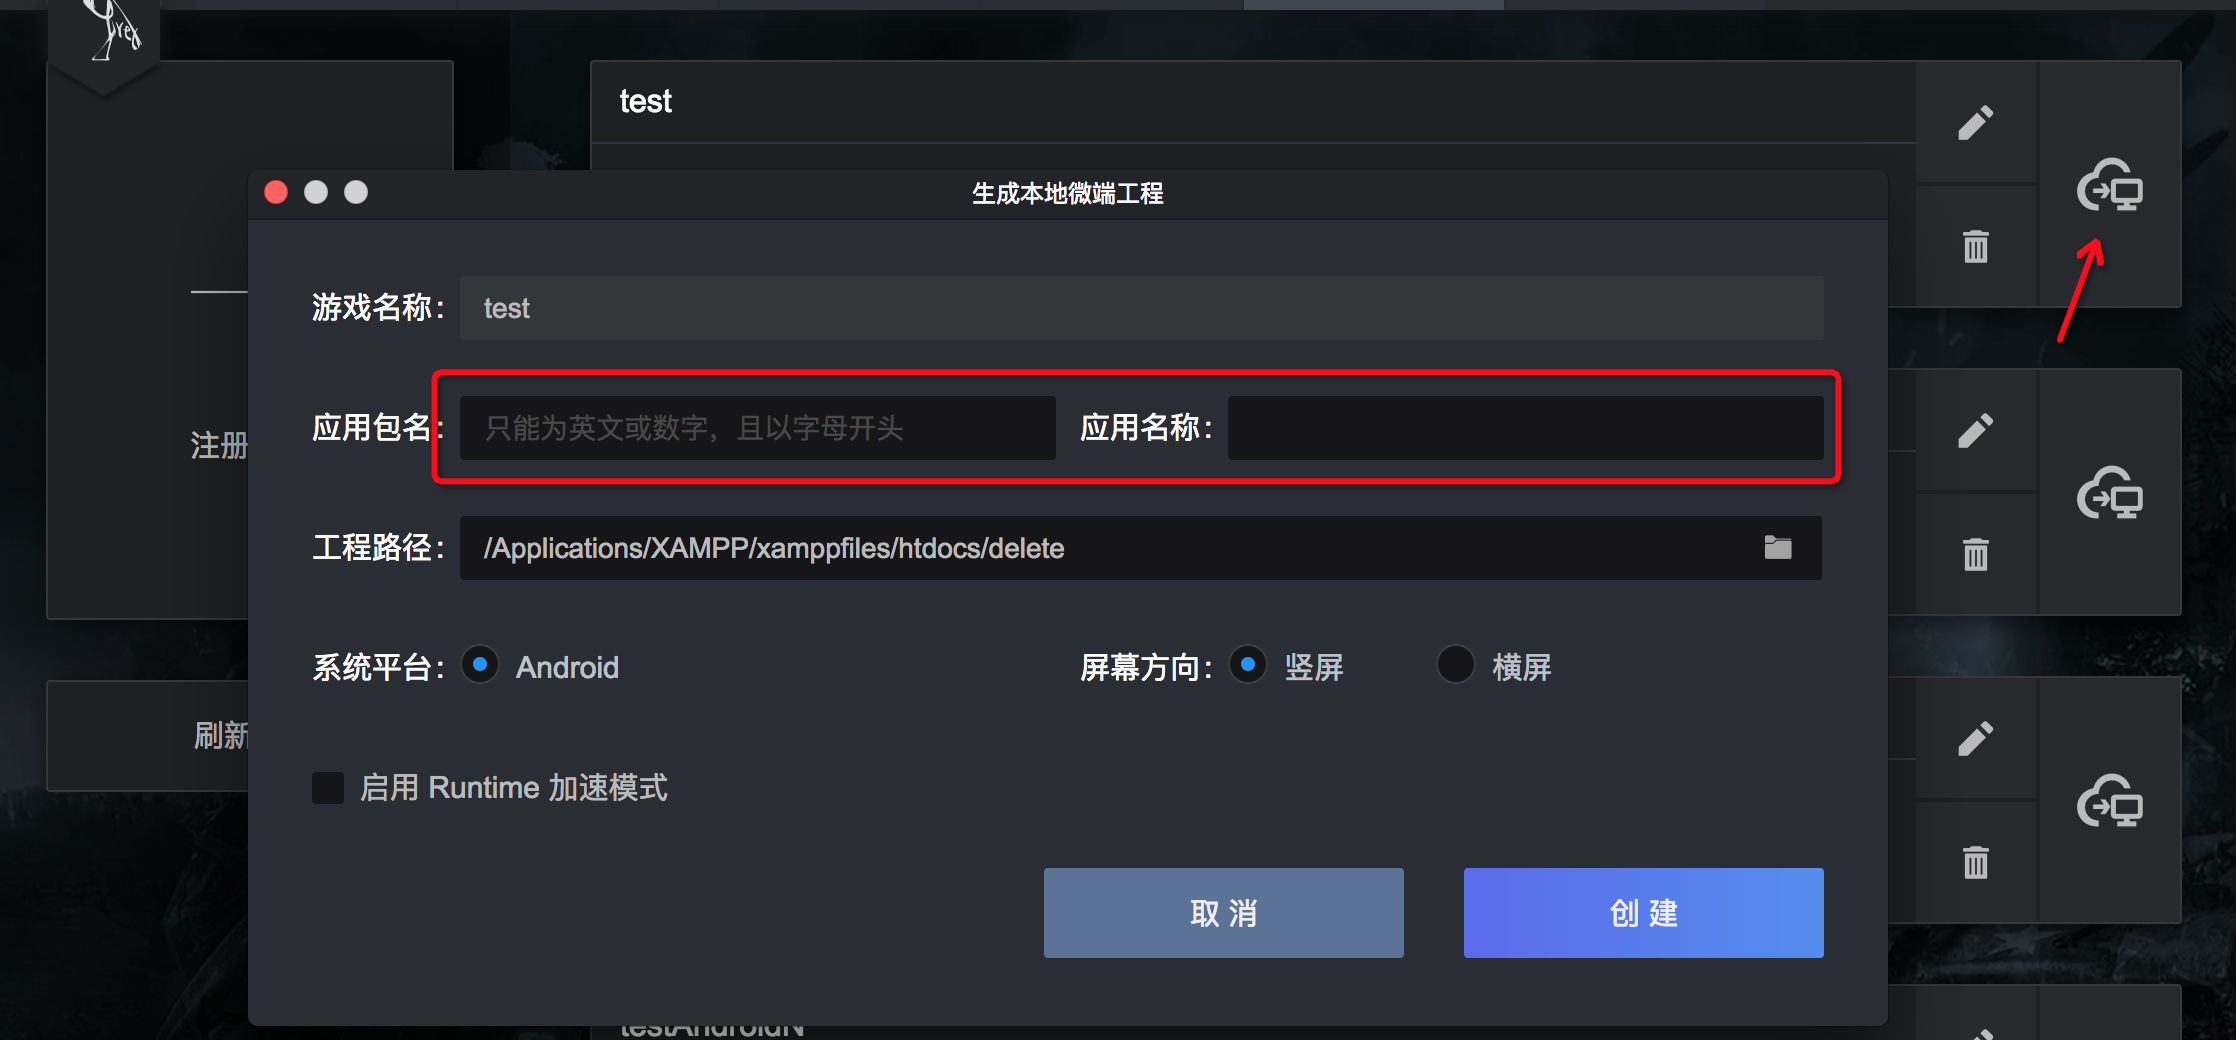 test
生成本地微端工程
游戏名称： test
应用包名： 只能为英文或数字，且以字母开头 应用名称：
注册
工程路径： /Applications/XAMPP/xamppfiles/htdocs/delete
系统平台： Android 屏幕方向： 竖屏 横屏
刷新
启用 Runtime 加速模式
取 消 创 建
testAndroidN